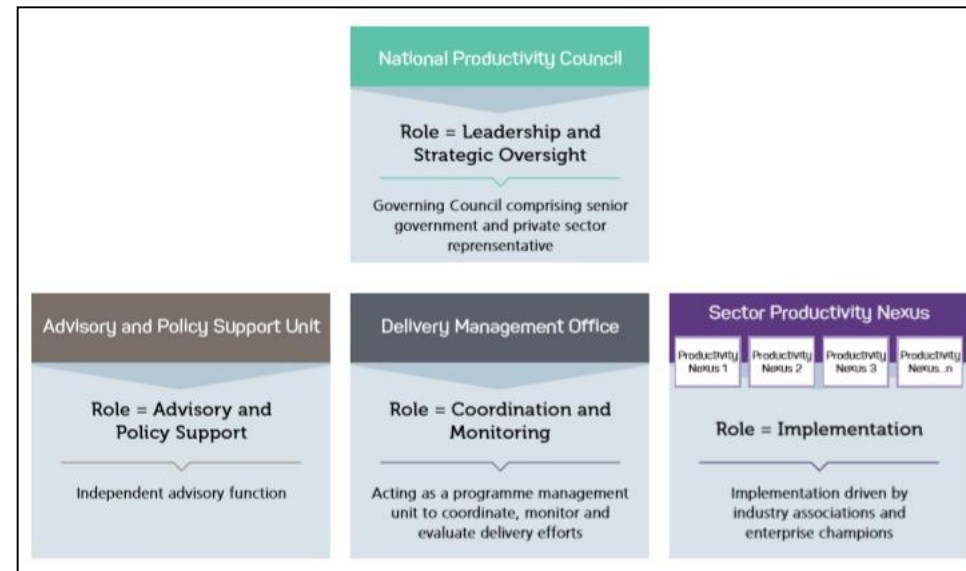 National Productivity Council
Role = Leadership and
Strategic Oversight
Governing Council comprising senior
government and private sector
reprensentative
Advisory and Policy Support Unit
Role = Advisory and
Policy Support
Independent advisory function
Delivery Management Office
Role = Coordination and
Monitoring
Acting as a programme management
unit to coordinate, monitor and
evaluate delivery efforts
Sector Productivity Nexus
Productivity
Nexus 1
Productivity
Nexus 2
Productivity
Nexus 3
Productivity
Nexus...n
Role = Implementation
Implementation driven by
industry associations and
enterprise champions